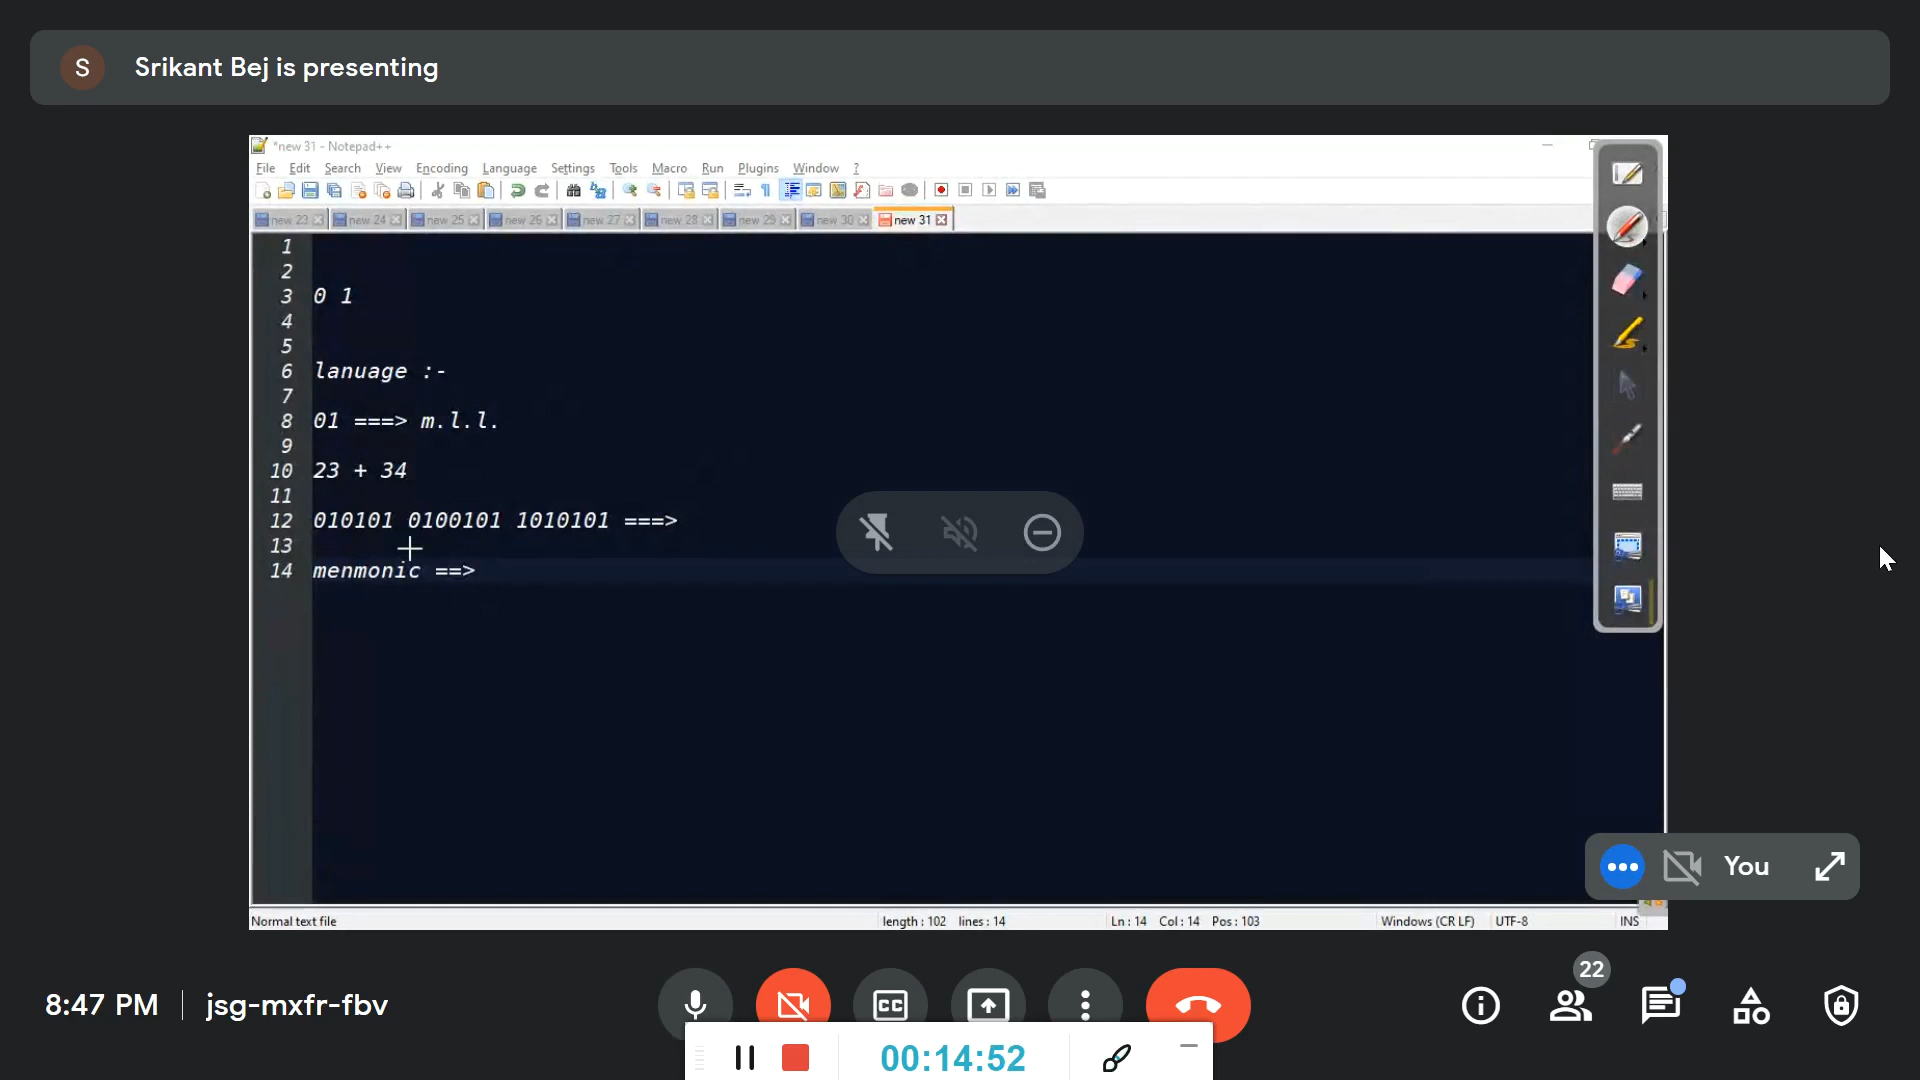 S Srikant Bej is presenting
*new 31 - Notepad++
File Edit Search View Encoding Language Settings Tools Macro Run Plugins Window ?
new 23 new 24 new 25 new 26 new 27 new 28 new 29 new 30 new 31
1
2
3 0 1
4
5
6 lanuage :-
7
8 01 ===> m.l.l.
9
10 23 + 34
11
12 010101 0100101 1010101 ===>
13
14 menmonic ==>
You
Normal text file length : 102 lines : 14 Ln : 14 Col : 14 Pos : 103 Windows (CR LF) UTF-8 INS
8:47 PM jsg-mxfr-fbv CC 22
00:14:52